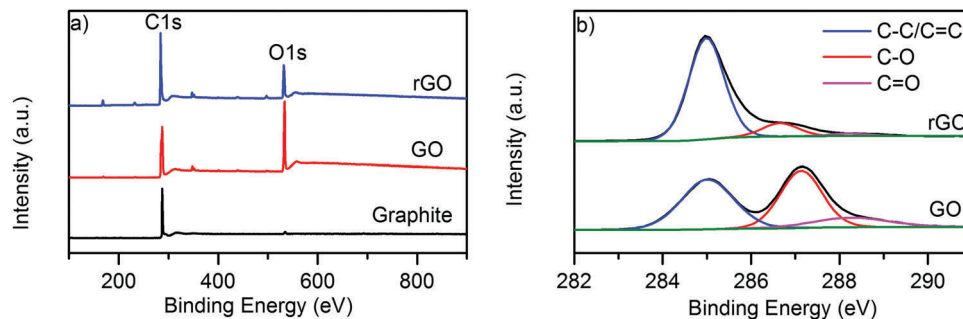 a)
C1s
O1s
rGO
GO
Graphite
Intensity (a.u.)
200 400 600 800
Binding Energy (eV)
b)
C-C/C=C
C-O
C=O
rGO
GO
Intensity (a.u.)
282 284 286 288 290
Binding Energy (eV)